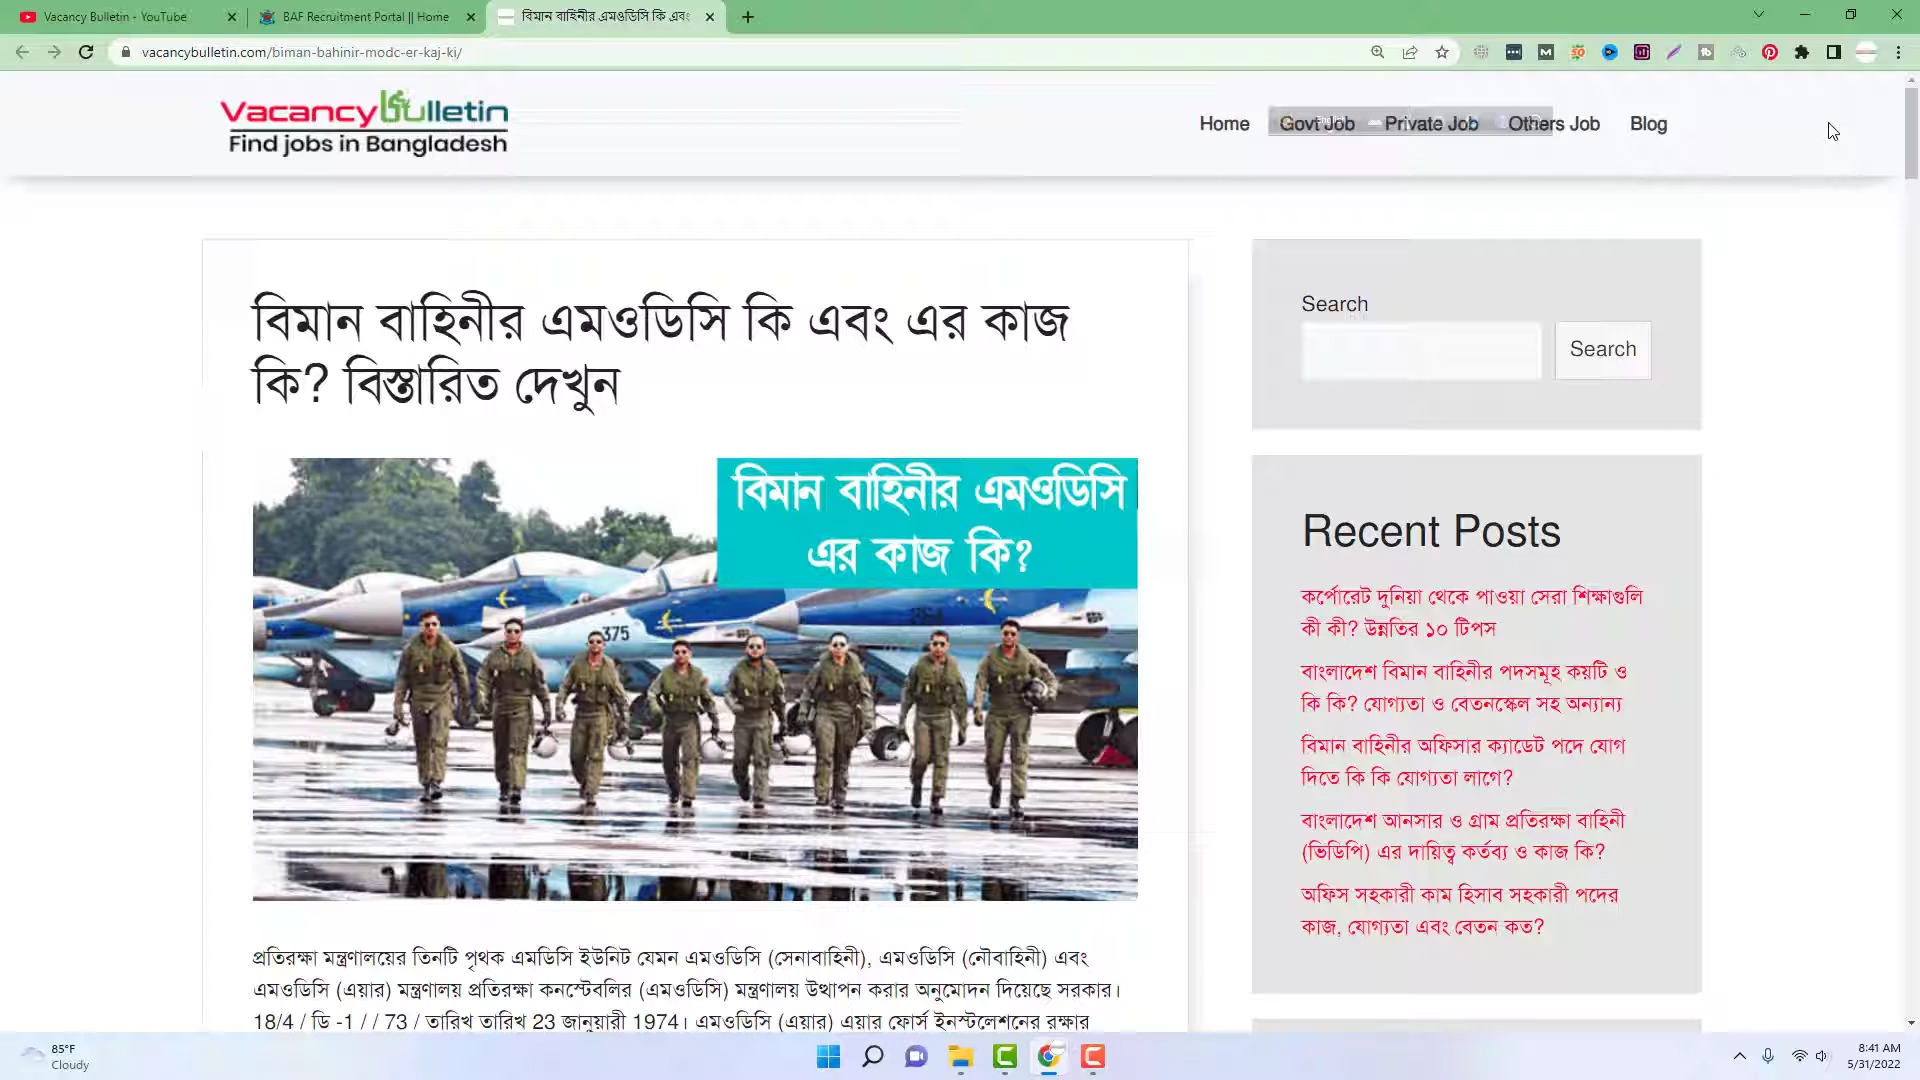 Vacancy Bulletin - YouTube
BAF Recruitment Portal || Home
বিমান বাহিনীর এমওডিসি কি এবং
vacancybulletin.com/biman-bahinir-modc-er-kaj-ki/
VacancyBulletin
Find jobs in Bangladesh
Home
Govt Job
Private Job
Others Job
Blog
বিমান বাহিনীর এমওডিসি কি এবং এর কাজ
কি? বিস্তারিত দেখুন
বিমান বাহিনীর এমওডিসি
এর কাজ কি?
375
প্রতিরক্ষা মন্ত্রণালয়ের তিনটি পৃথক এমডিসি ইউনিট যেমন এমওডিসি (সেনাবাহিনী), এমওডিসি (নৌবাহিনী) এবং
এমওডিসি (এয়ার) মন্ত্রণালয় প্রতিরক্ষা কনস্টেবলির (এমওডিসি) মন্ত্রণালয় উত্থাপন করার অনুমোদন দিয়েছে সরকার।
18/4 / ডি -1 / / 73 / তারিখ তারিখ 23 জানুয়ারী 1974। এমওডিসি (এয়ার) এয়ার ফোর্স ইনস্টলেশনের রক্ষার
Search
Search
Recent Posts
কর্পোরেট দুনিয়া থেকে পাওয়া সেরা শিক্ষাগুলি
কী কী? উন্নতির ১০ টিপস
বাংলাদেশ বিমান বাহিনীর পদসমূহ কয়টি ও
কি কি? যোগ্যতা ও বেতনস্কেল সহ অন্যান্য
বিমান বাহিনীর অফিসার ক্যাডেট পদে যোগ
দিতে কি কি যোগ্যতা লাগে?
বাংলাদেশ আনসার ও গ্রাম প্রতিরক্ষা বাহিনী
(ভিডিপি) এর দায়িত্ব কর্তব্য ও কাজ কি?
অফিস সহকারী কাম হিসাব সহকারী পদের
কাজ, যোগ্যতা এবং বেতন কত?
85°F
Cloudy
8:41 AM
5/31/2022